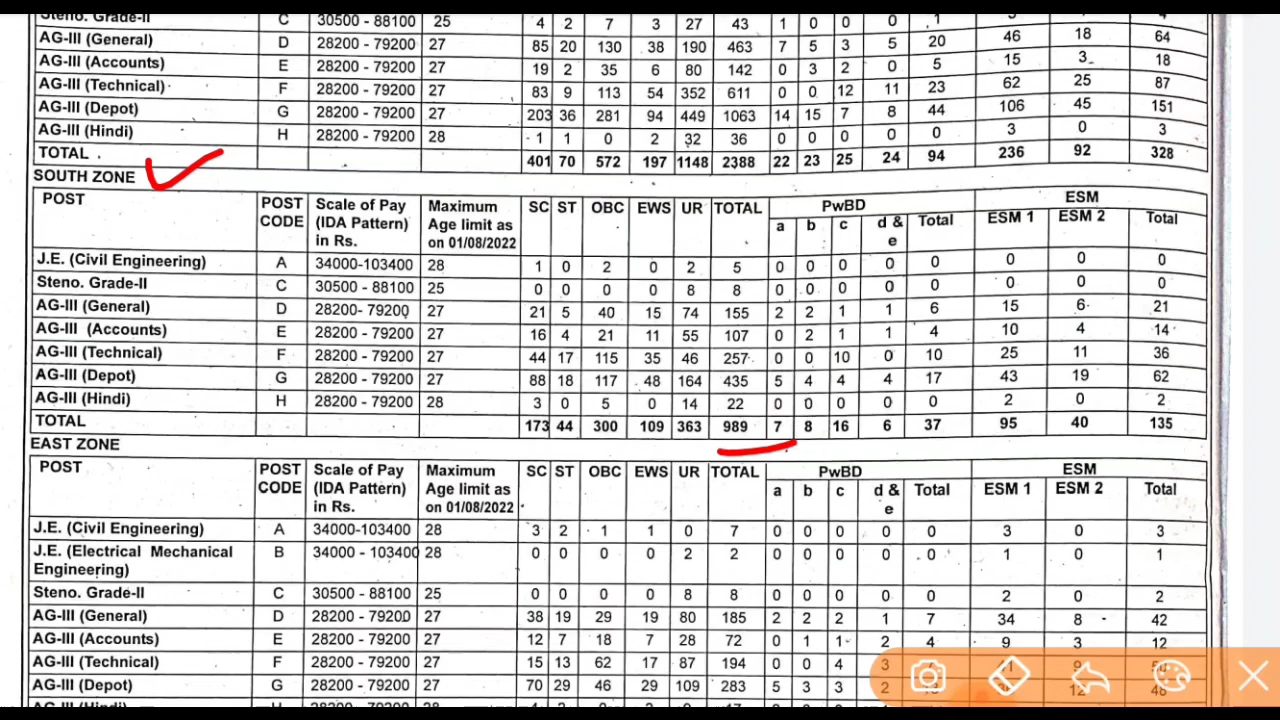 Steno. Grade-II C 30500 - 88100 25 4 2 7 3 27 43 1 0 0 0 1
AG-III (General) D 28200 - 79200 27 85 20 130 38 190 463 7 5 3 5 20 46 18 64
AG-III (Accounts) E 28200 - 79200 27 19 2 35 6 80 142 0 3 2 0 5 15 3 18
AG-III (Technical) F 28200 - 79200 27 83 9 113 54 352 611 0 0 12 11 23 62 25 87
AG-III (Depot) G 28200 - 79200 27 203 36 281 94 449 1063 14 15 7 8 44 106 45 151
AG-III (Hindi) H 28200 - 79200 28 1 1 0 2 32 36 0 0 0 0 0 3 0 3
TOTAL 401 70 572 197 1148 2388 22 23 25 24 94 236 92 328
SOUTH ZONE
POST POST CODE Scale of Pay (IDA Pattern) in Rs. Maximum Age limit as on 01/08/2022 SC ST OBC EWS UR TOTAL PwBD ESM
a b c d & e Total ESM 1 ESM 2 Total
J.E. (Civil Engineering) A 34000-103400 28 1 0 2 0 2 5 0 0 0 0 0 0 0 0
Steno. Grade-II C 30500 - 88100 25 0 0 0 0 8 8 0 0 0 0 0 0 0 0
AG-III (General) D 28200- 79200 27 21 5 40 15 74 155 2 2 1 1 6 15 6 21
AG-III (Accounts) E 28200 - 79200 27 16 4 21 11 55 107 0 2 1 1 4 10 4 14
AG-III (Technical) F 28200 - 79200 27 44 17 115 35 46 257 0 0 10 0 10 25 11 36
AG-III (Depot) G 28200 - 79200 27 88 18 117 48 164 435 5 4 4 4 17 43 19 62
AG-III (Hindi) H 28200 - 79200 28 3 0 5 0 14 22 0 0 0 0 0 2 0 2
TOTAL 173 44 300 109 363 989 7 8 16 6 37 95 40 135
EAST ZONE
POST POST CODE Scale of Pay (IDA Pattern) in Rs. Maximum Age limit as on 01/08/2022 SC ST OBC EWS UR TOTAL PwBD ESM
a b c d & e Total ESM 1 ESM 2 Total
J.E. (Civil Engineering) A 34000-103400 28 3 2 1 1 0 7 0 0 0 0 0 3 0 3
J.E. (Electrical Mechanical Engineering) B 34000 - 103400 28 0 0 0 0 2 2 0 0 0 0 0 1 0 1
Steno. Grade-II C 30500 - 88100 25 0 0 0 0 8 8 0 0 0 0 0 2 0 2
AG-III (General) D 28200 - 79200 27 38 19 29 19 80 185 2 2 2 1 7 34 8 42
AG-III (Accounts) E 28200 - 79200 27 12 7 18 7 28 72 0 1 1 2 4 9 3 12
AG-III (Technical) F 28200 - 79200 27 15 13 62 17 87 194 0 0 4 3
AG-III (Depot) G 28200 - 79200 27 70 29 46 29 109 283 5 3 3 2 12 48